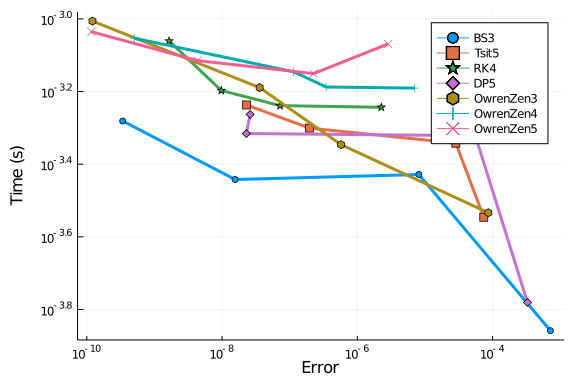 10⁻³·⁰
10⁻³·²
10⁻³·⁴
10⁻³·⁶
10⁻³·⁸
Time (s)
BS3
Tsit5
RK4
DP5
OwrenZen3
OwrenZen4
OwrenZen5
10⁻¹⁰ 10⁻⁸ 10⁻⁶ 10⁻⁴
Error